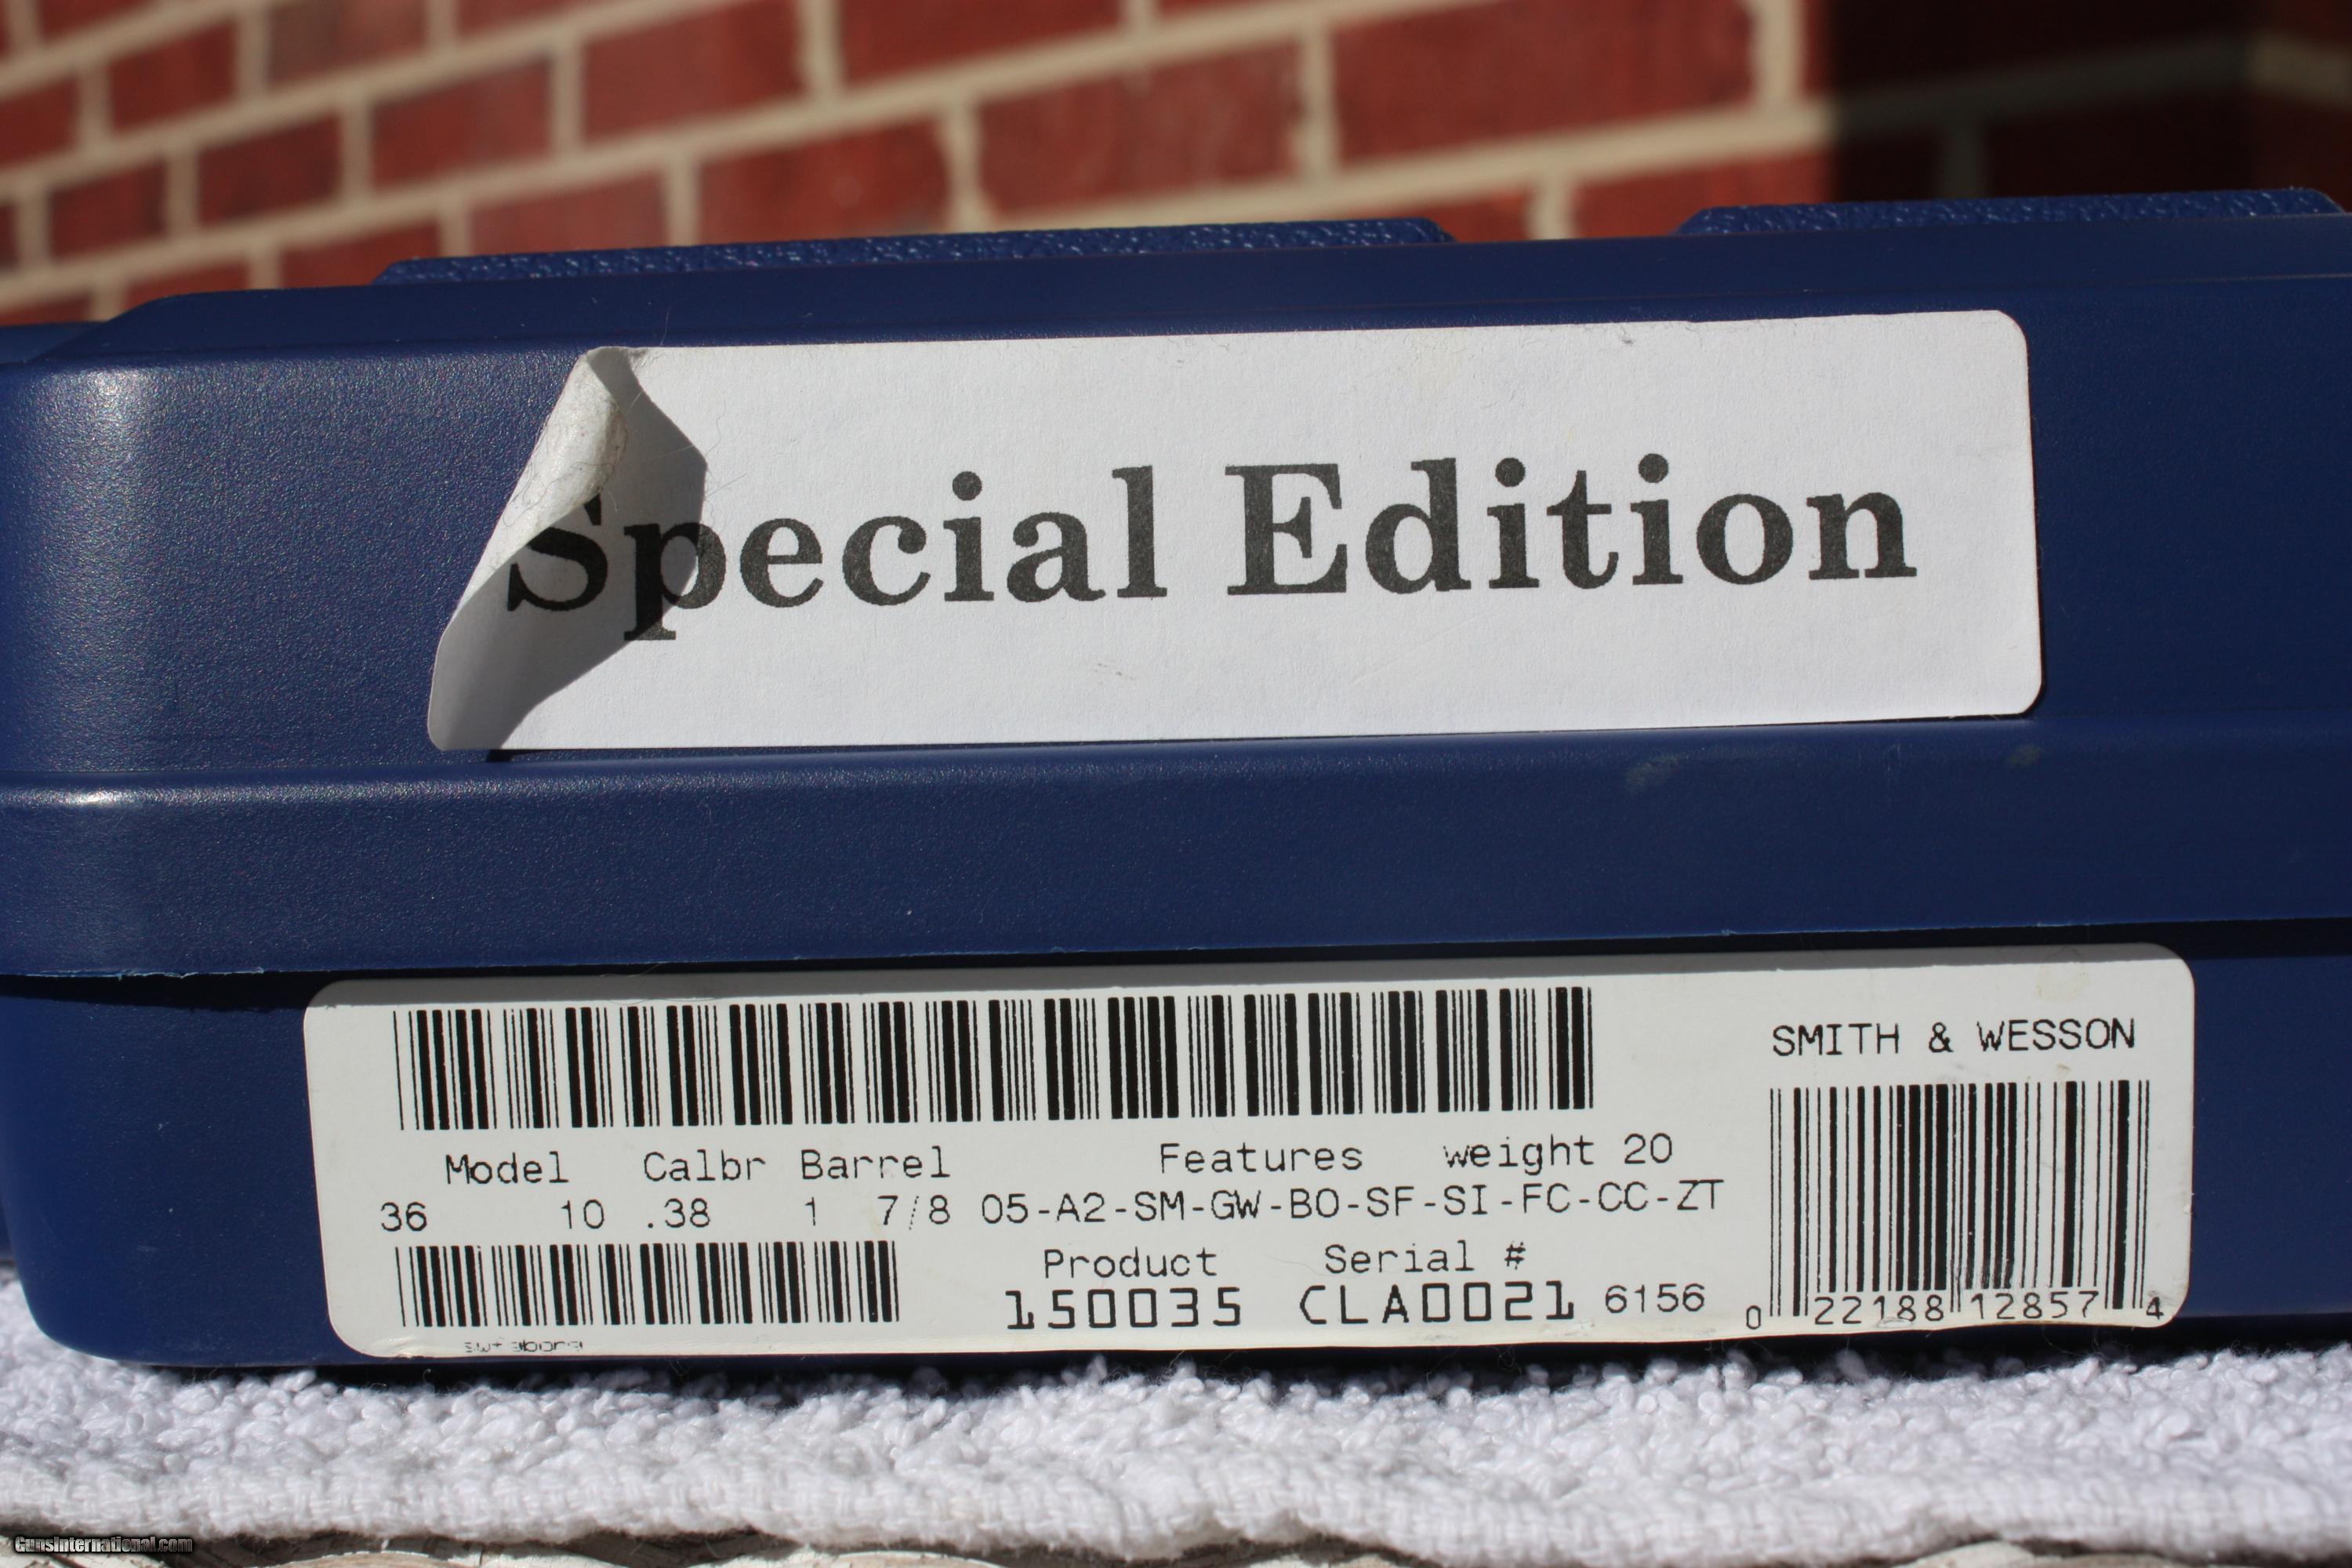 Special Edition
SMITH & WESSON
Model Calbr Barrel Features weight 20
36 10 .38 1 7/8 05-A2-SM-GW-BO-SF-SI-FC-CC-ZT
Product Serial #
150035 CLA0021 6156
0 22188 12857 4
GunsInternational.com